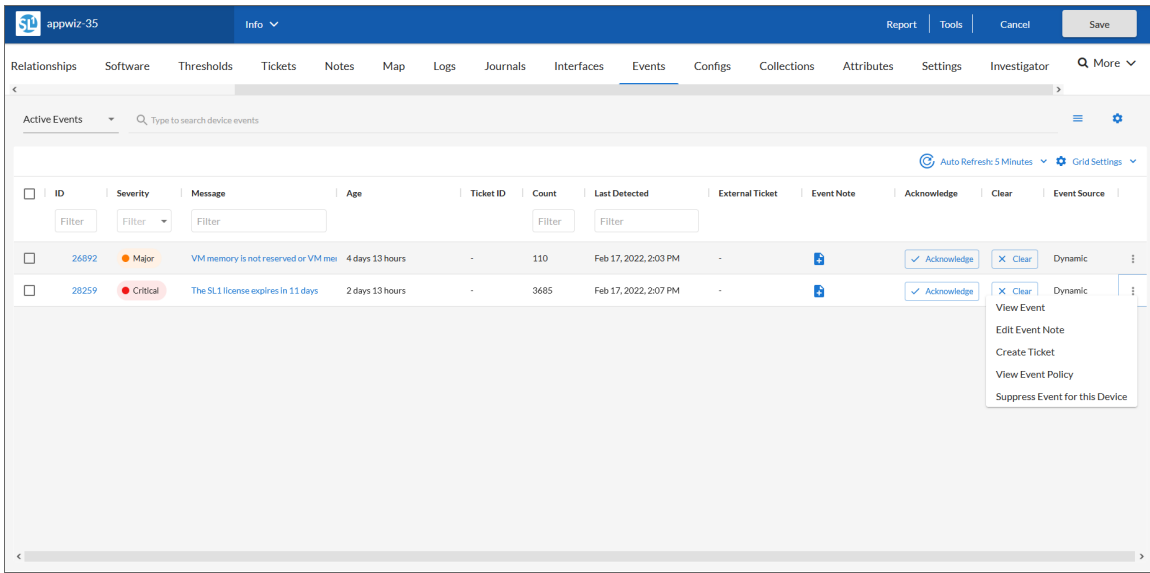 SL1 appwiz-35 Info Report Tools Cancel Save
Relationships Software Thresholds Tickets Notes Map Logs Journals Interfaces Events Configs Collections Attributes Settings Investigator More
Active Events Type to search device events
Auto Refresh: 5 Minutes Grid Settings
ID Severity Message Age Ticket ID Count Last Detected External Ticket Event Note Acknowledge Clear Event Source
Filter Filter Filter Filter Filter
26892 Major VM memory is not reserved or VM mei 4 days 13 hours - 110 Feb 17, 2022, 2:03 PM - Acknowledge Clear Dynamic
28259 Critical The SL1 license expires in 11 days 2 days 13 hours - 3685 Feb 17, 2022, 2:07 PM - Acknowledge Clear Dynamic
View Event
Edit Event Note
Create Ticket
View Event Policy
Suppress Event for this Device